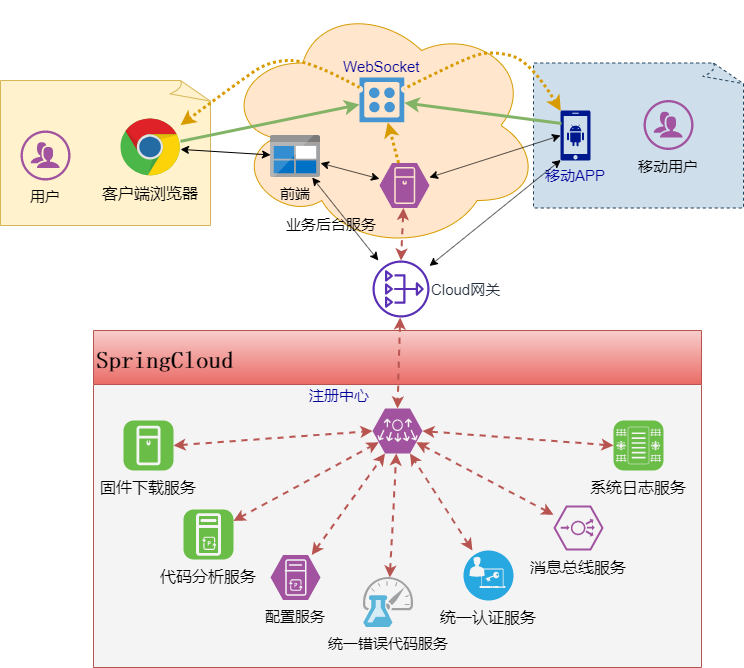 WebSocket
用户
客户端浏览器
前端
移动APP
移动用户
业务后台服务
Cloud网关
SpringCloud
注册中心
固件下载服务
系统日志服务
代码分析服务
消息总线服务
配置服务
统一认证服务
统一错误代码服务